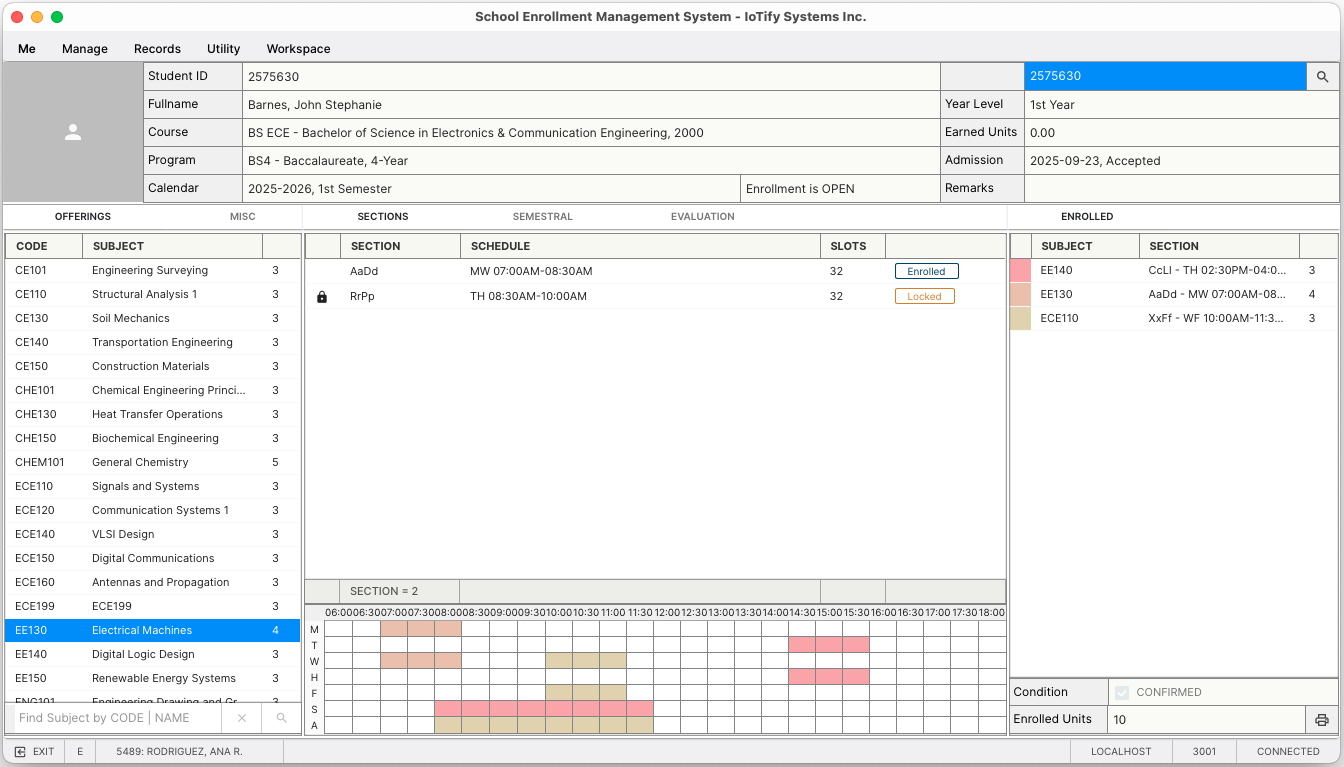 School Enrollment Management System - IoTify Systems Inc.
Me Manage Records Utility Workspace
Student ID 2575630 2575630
Fullname Barnes, John Stephanie Year Level 1st Year
Course BS ECE - Bachelor of Science in Electronics & Communication Engineering, 2000 Earned Units 0.00
Program BS4 - Baccalaureate, 4-Year Admission 2025-09-23, Accepted
Calendar 2025-2026, 1st Semester Enrollment is OPEN Remarks
OFFERINGS MISC SECTIONS SEMESTRAL EVALUATION ENROLLED
CODE SUBJECT
CE101 Engineering Surveying 3
CE110 Structural Analysis 1 3
CE130 Soil Mechanics 3
CE140 Transportation Engineering 3
CE150 Construction Materials 3
CHE101 Chemical Engineering Princi... 3
CHE130 Heat Transfer Operations 3
CHE150 Biochemical Engineering 3
CHEM101 General Chemistry 5
ECE110 Signals and Systems 3
ECE120 Communication Systems 1 3
ECE140 VLSI Design 3
ECE150 Digital Communications 3
ECE160 Antennas and Propagation 3
ECE199 ECE199 3
EE130 Electrical Machines 4
EE140 Digital Logic Design 3
EE150 Renewable Energy Systems 3
ENG101 Engineering Drawing and Gr... 3
Find Subject by CODE | NAME
SECTION SCHEDULE SLOTS
AaDd MW 07:00AM-08:30AM 32 Enrolled
RrPp TH 08:30AM-10:00AM 32 Locked
SECTION = 2
06:00 06:30 07:00 07:30 08:00 08:30 09:00 09:30 10:00 10:30 11:00 11:30 12:00 12:30 13:00 13:30 14:00 14:30 15:00 15:30 16:00 16:30 17:00 17:30 18:00
M
T
W
H
F
S
A
SUBJECT SECTION
EE140 CcLl - TH 02:30PM-04:0... 3
EE130 AaDd - MW 07:00AM-08... 4
ECE110 XxFf - WF 10:00AM-11:3... 3
Condition CONFIRMED
Enrolled Units 10
EXIT E 5489: RODRIGUEZ, ANA R. LOCALHOST 3001 CONNECTED